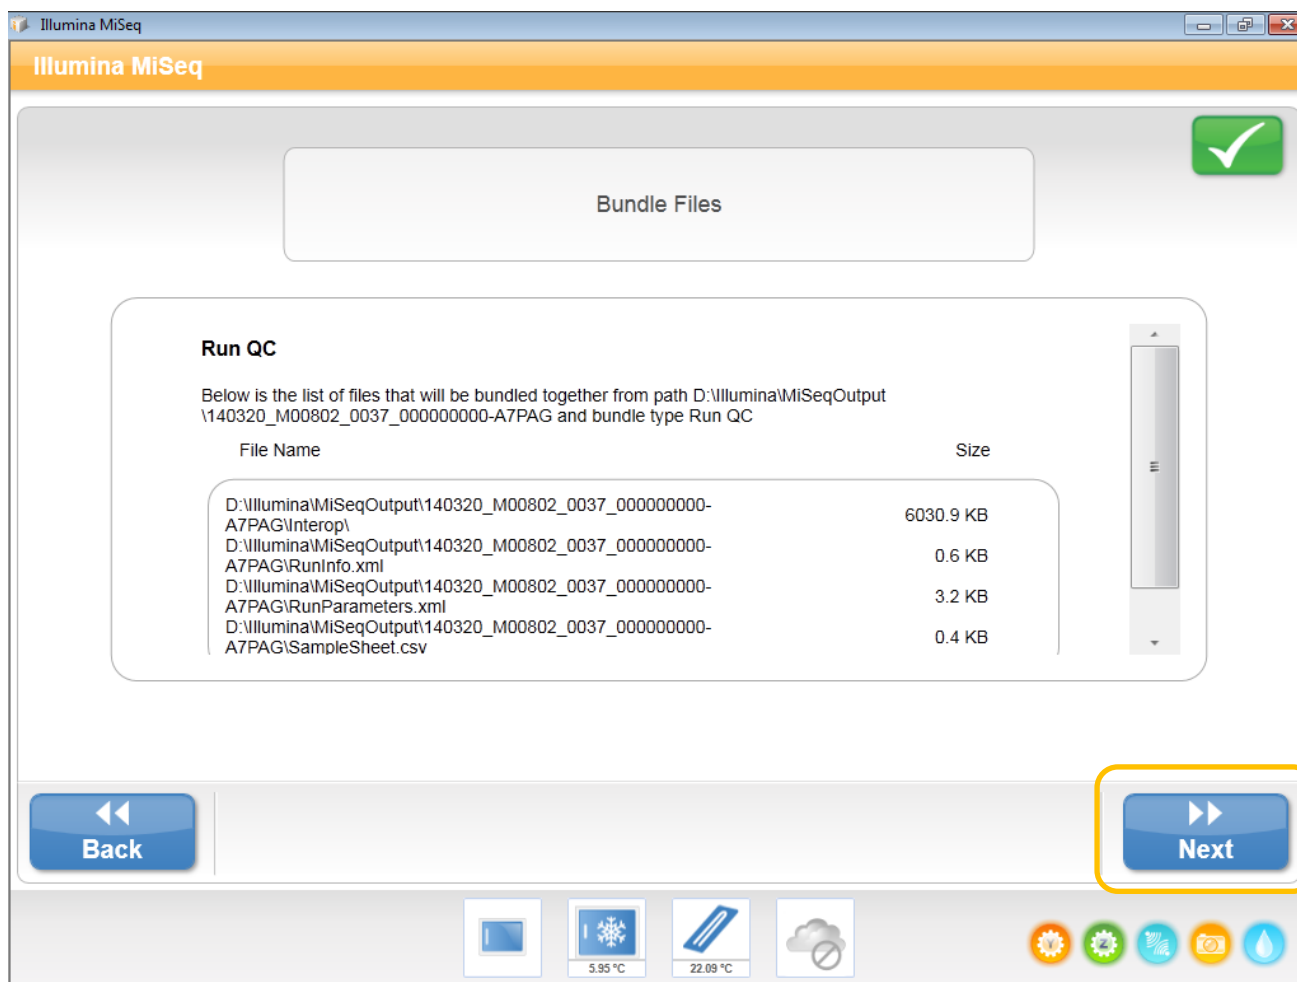 Illumina MiSeq
Illumina MiSeq
Bundle Files
Run QC
Below is the list of files that will be bundled together from path D:\Illumina\MiSeqOutput
\140320_M00802_0037_000000000-A7PAG and bundle type Run QC
File Name Size
D:\Illumina\MiSeqOutput\140320_M00802_0037_000000000-
A7PAG\Interop\ 6030.9 KB
D:\Illumina\MiSeqOutput\140320_M00802_0037_000000000-
A7PAG\RunInfo.xml 0.6 KB
D:\Illumina\MiSeqOutput\140320_M00802_0037_000000000-
A7PAG\RunParameters.xml 3.2 KB
D:\Illumina\MiSeqOutput\140320_M00802_0037_000000000-
A7PAG\SampleSheet.csv 0.4 KB
Back
Next
5.95 °C
22.09 °C
Y
Z